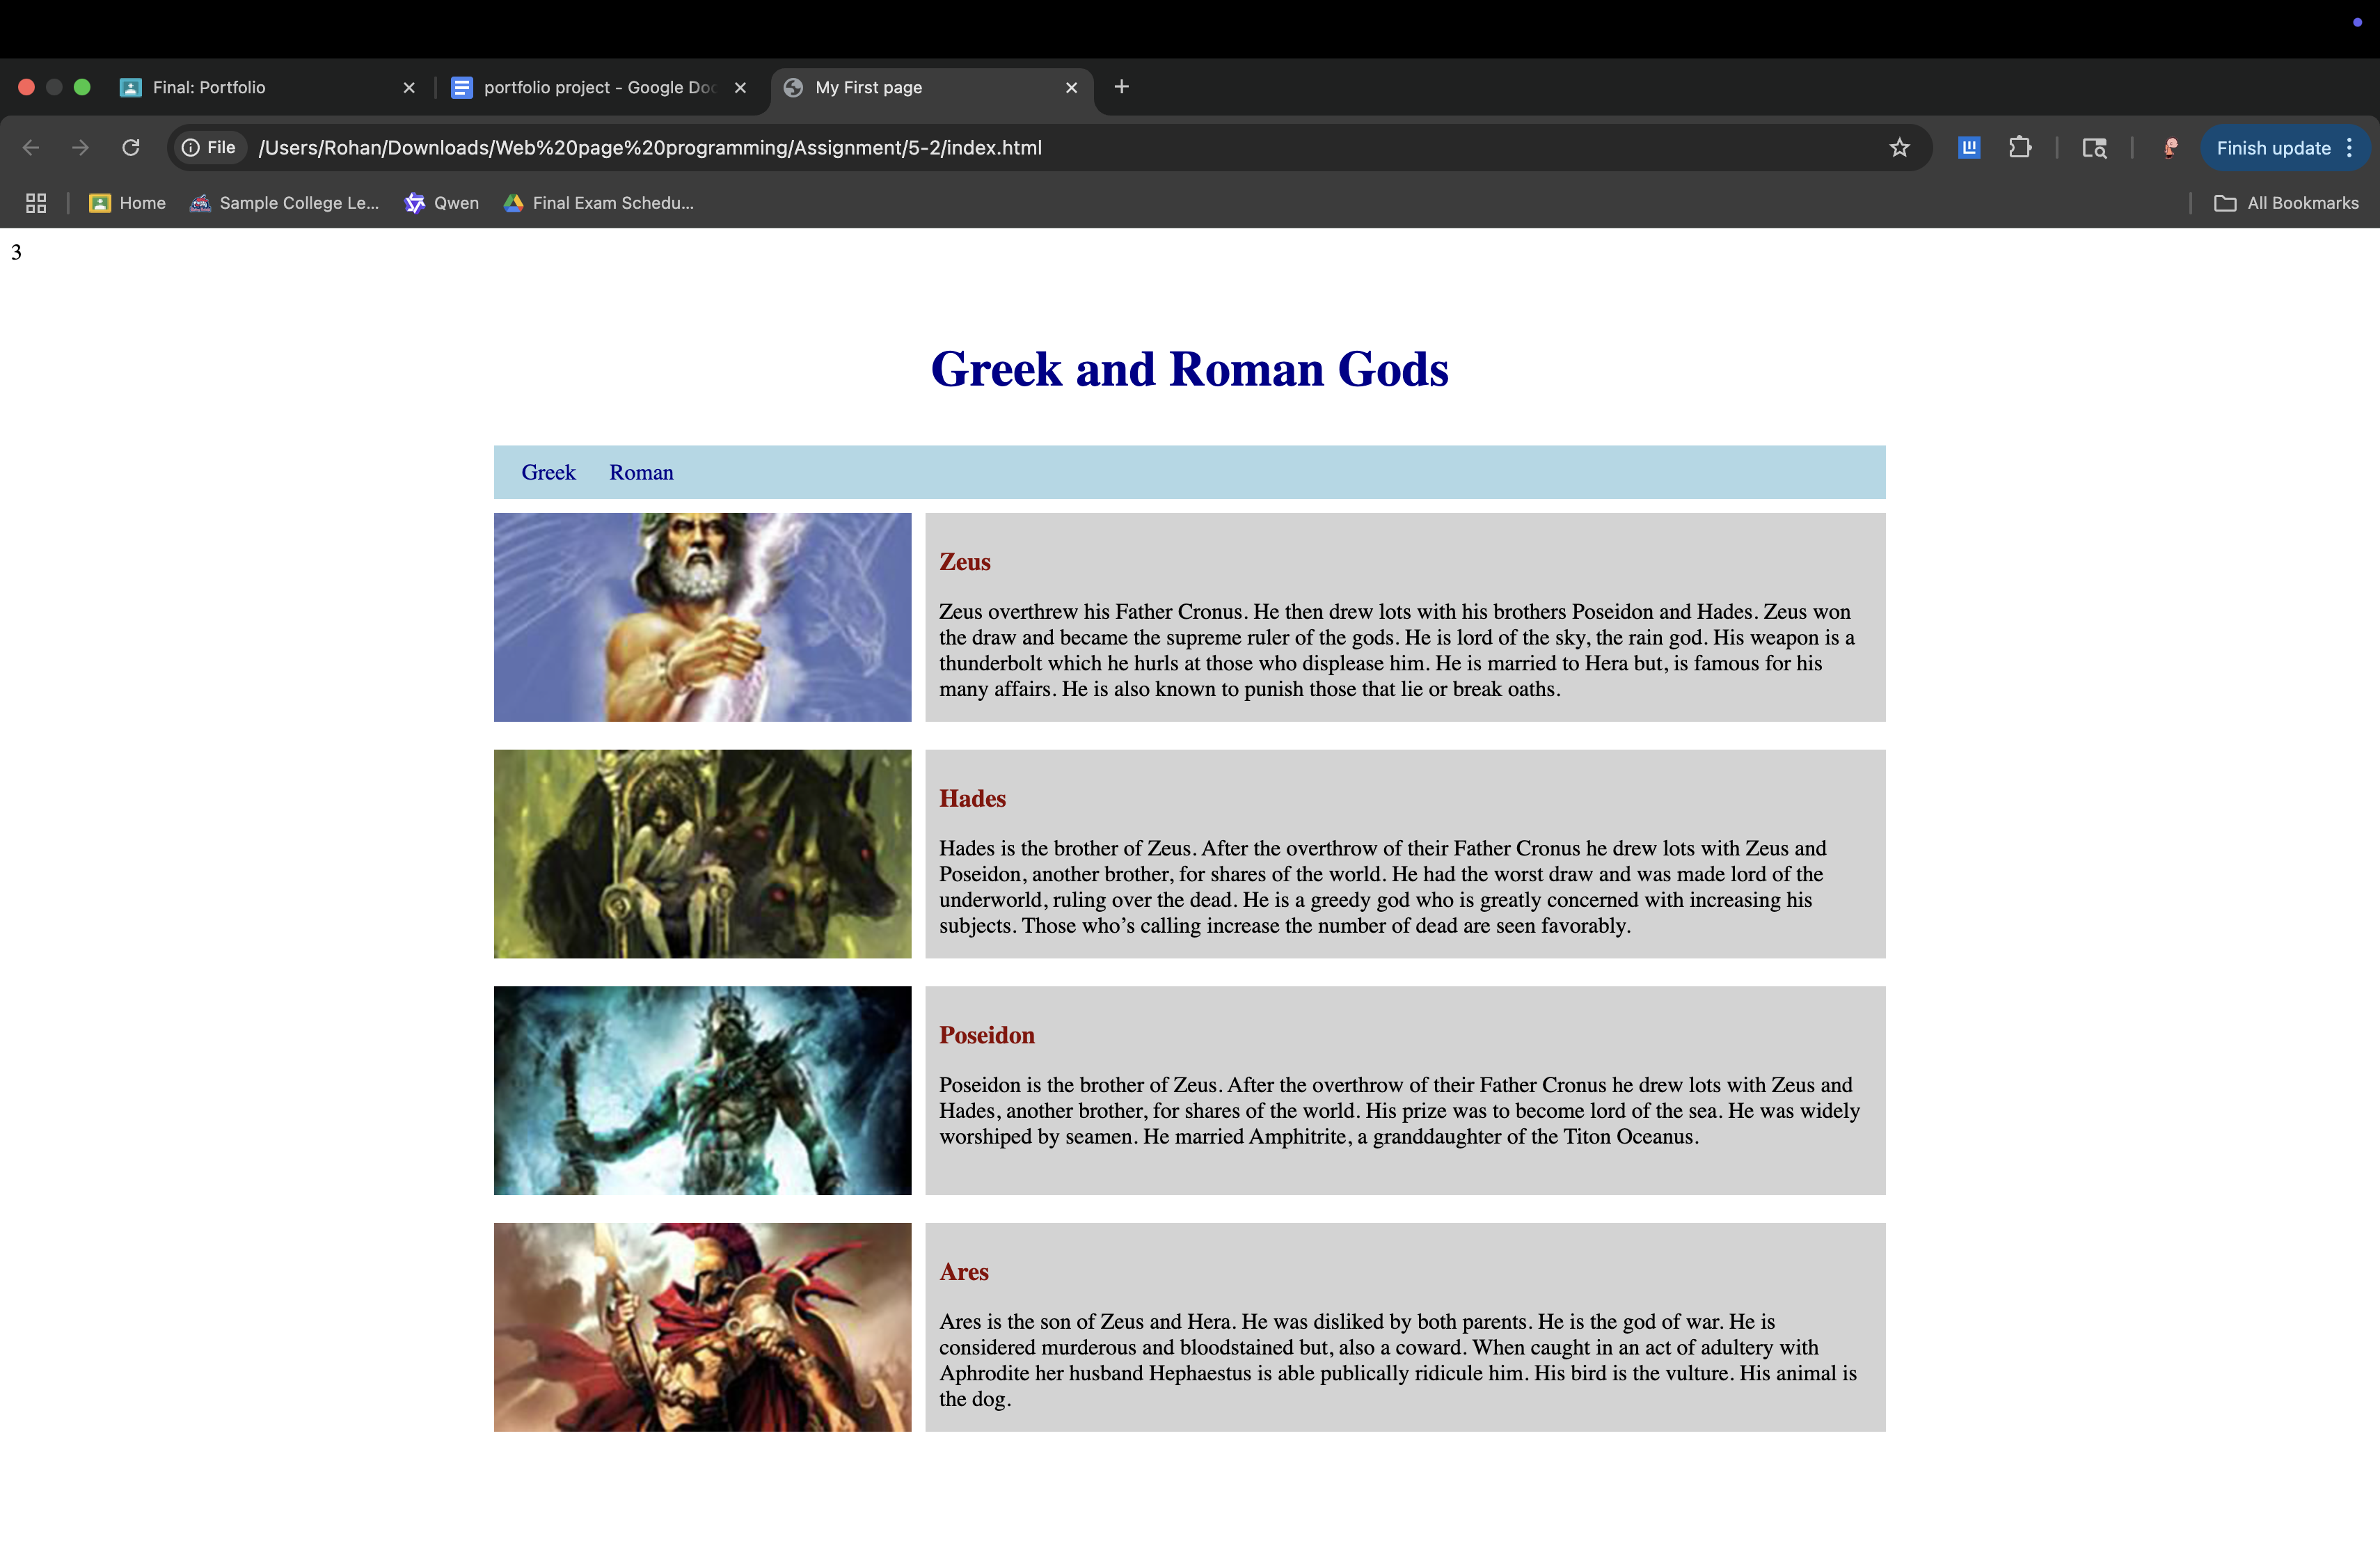 Final: Portfolio
portfolio project - Google Doc
My First page
File
/Users/Rohan/Downloads/Web%20page%20programming/Assignment/5-2/index.html
Finish update
Home
Sample College Le...
Qwen
Final Exam Schedu...
All Bookmarks
3
Greek and Roman Gods
Greek Roman
Zeus
Zeus overthrew his Father Cronus. He then drew lots with his brothers Poseidon and Hades. Zeus won
the draw and became the supreme ruler of the gods. He is lord of the sky, the rain god. His weapon is a
thunderbolt which he hurls at those who displease him. He is married to Hera but, is famous for his
many affairs. He is also known to punish those that lie or break oaths.
Hades
Hades is the brother of Zeus. After the overthrow of their Father Cronus he drew lots with Zeus and
Poseidon, another brother, for shares of the world. He had the worst draw and was made lord of the
underworld, ruling over the dead. He is a greedy god who is greatly concerned with increasing his
subjects. Those who’s calling increase the number of dead are seen favorably.
Poseidon
Poseidon is the brother of Zeus. After the overthrow of their Father Cronus he drew lots with Zeus and
Hades, another brother, for shares of the world. His prize was to become lord of the sea. He was widely
worshiped by seamen. He married Amphitrite, a granddaughter of the Titon Oceanus.
Ares
Ares is the son of Zeus and Hera. He was disliked by both parents. He is the god of war. He is
considered murderous and bloodstained but, also a coward. When caught in an act of adultery with
Aphrodite her husband Hephaestus is able publically ridicule him. His bird is the vulture. His animal is
the dog.